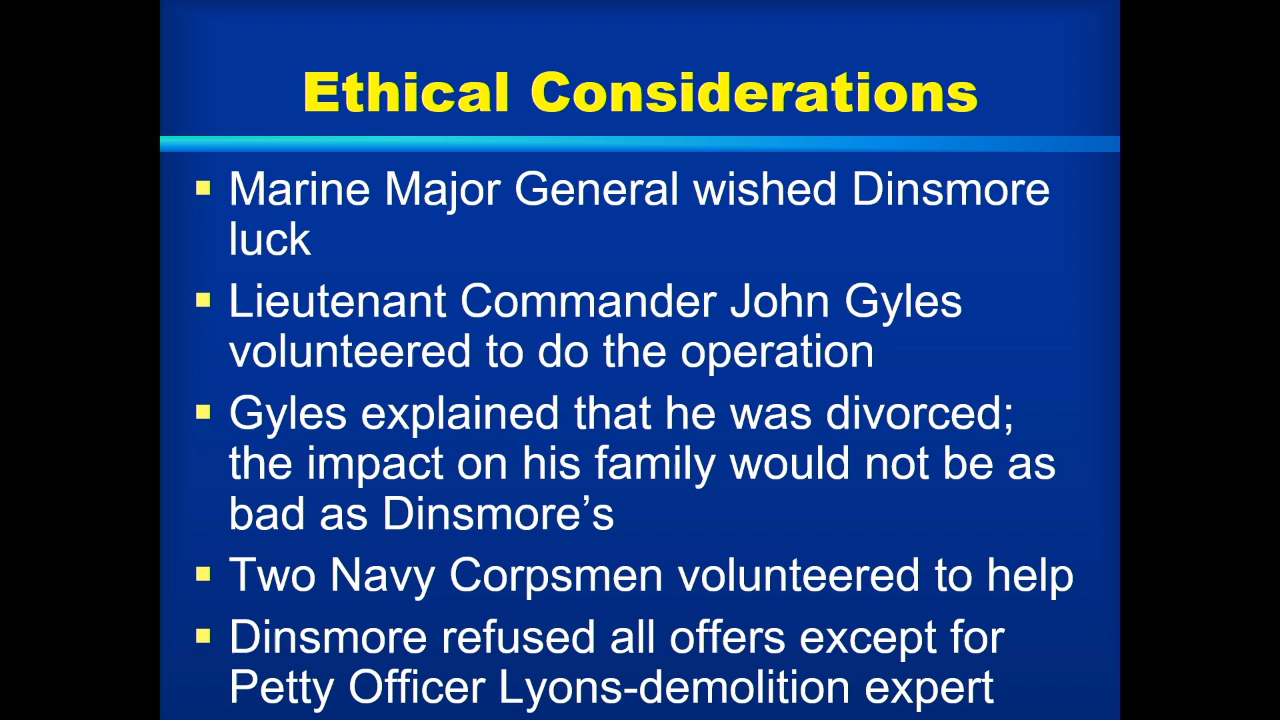 Ethical Considerations
Marine Major General wished Dinsmore
luck
Lieutenant Commander John Gyles
volunteered to do the operation
Gyles explained that he was divorced;
the impact on his family would not be as
bad as Dinsmore’s
Two Navy Corpsmen volunteered to help
Dinsmore refused all offers except for
Petty Officer Lyons-demolition expert